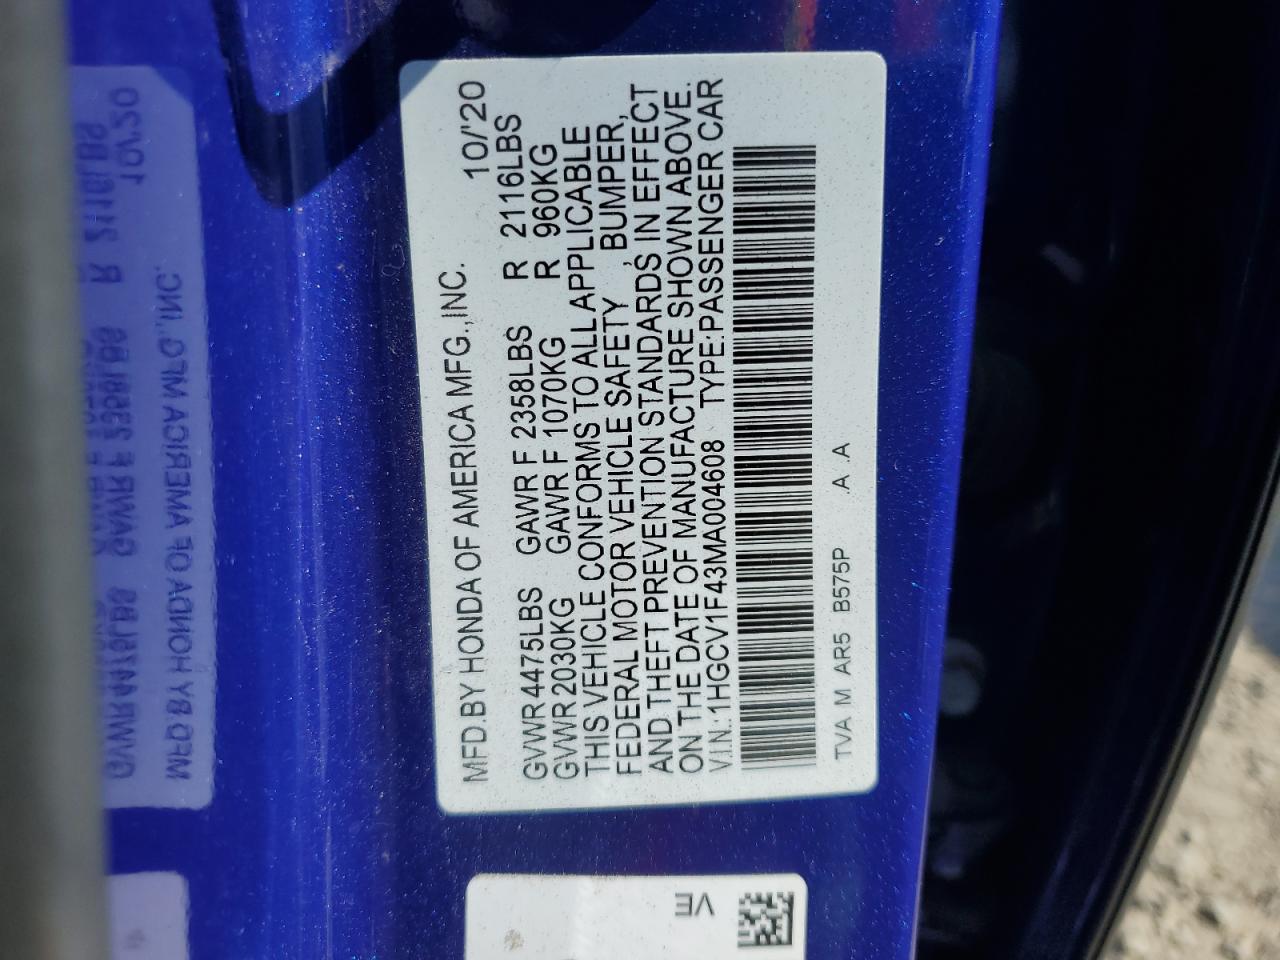 MFD.BY HONDA OF AMERICA MFG.,INC. 10/'20
GVWR 4475LBS GAWR F 2358LBS R 2116LBS
GVWR 2030KG GAWR F 1070KG R 960KG
THIS VEHICLE CONFORMS TO ALL APPLICABLE
FEDERAL MOTOR VEHICLE SAFETY , BUMPER,
AND THEFT PREVENTION STANDARDS IN EFFECT
ON THE DATE OF MANUFACTURE SHOWN ABOVE.
V.I.N.:1HGCV1F43MA004608 TYPE:PASSENGER CAR
TVA M AR5 B575P .A .A
VE